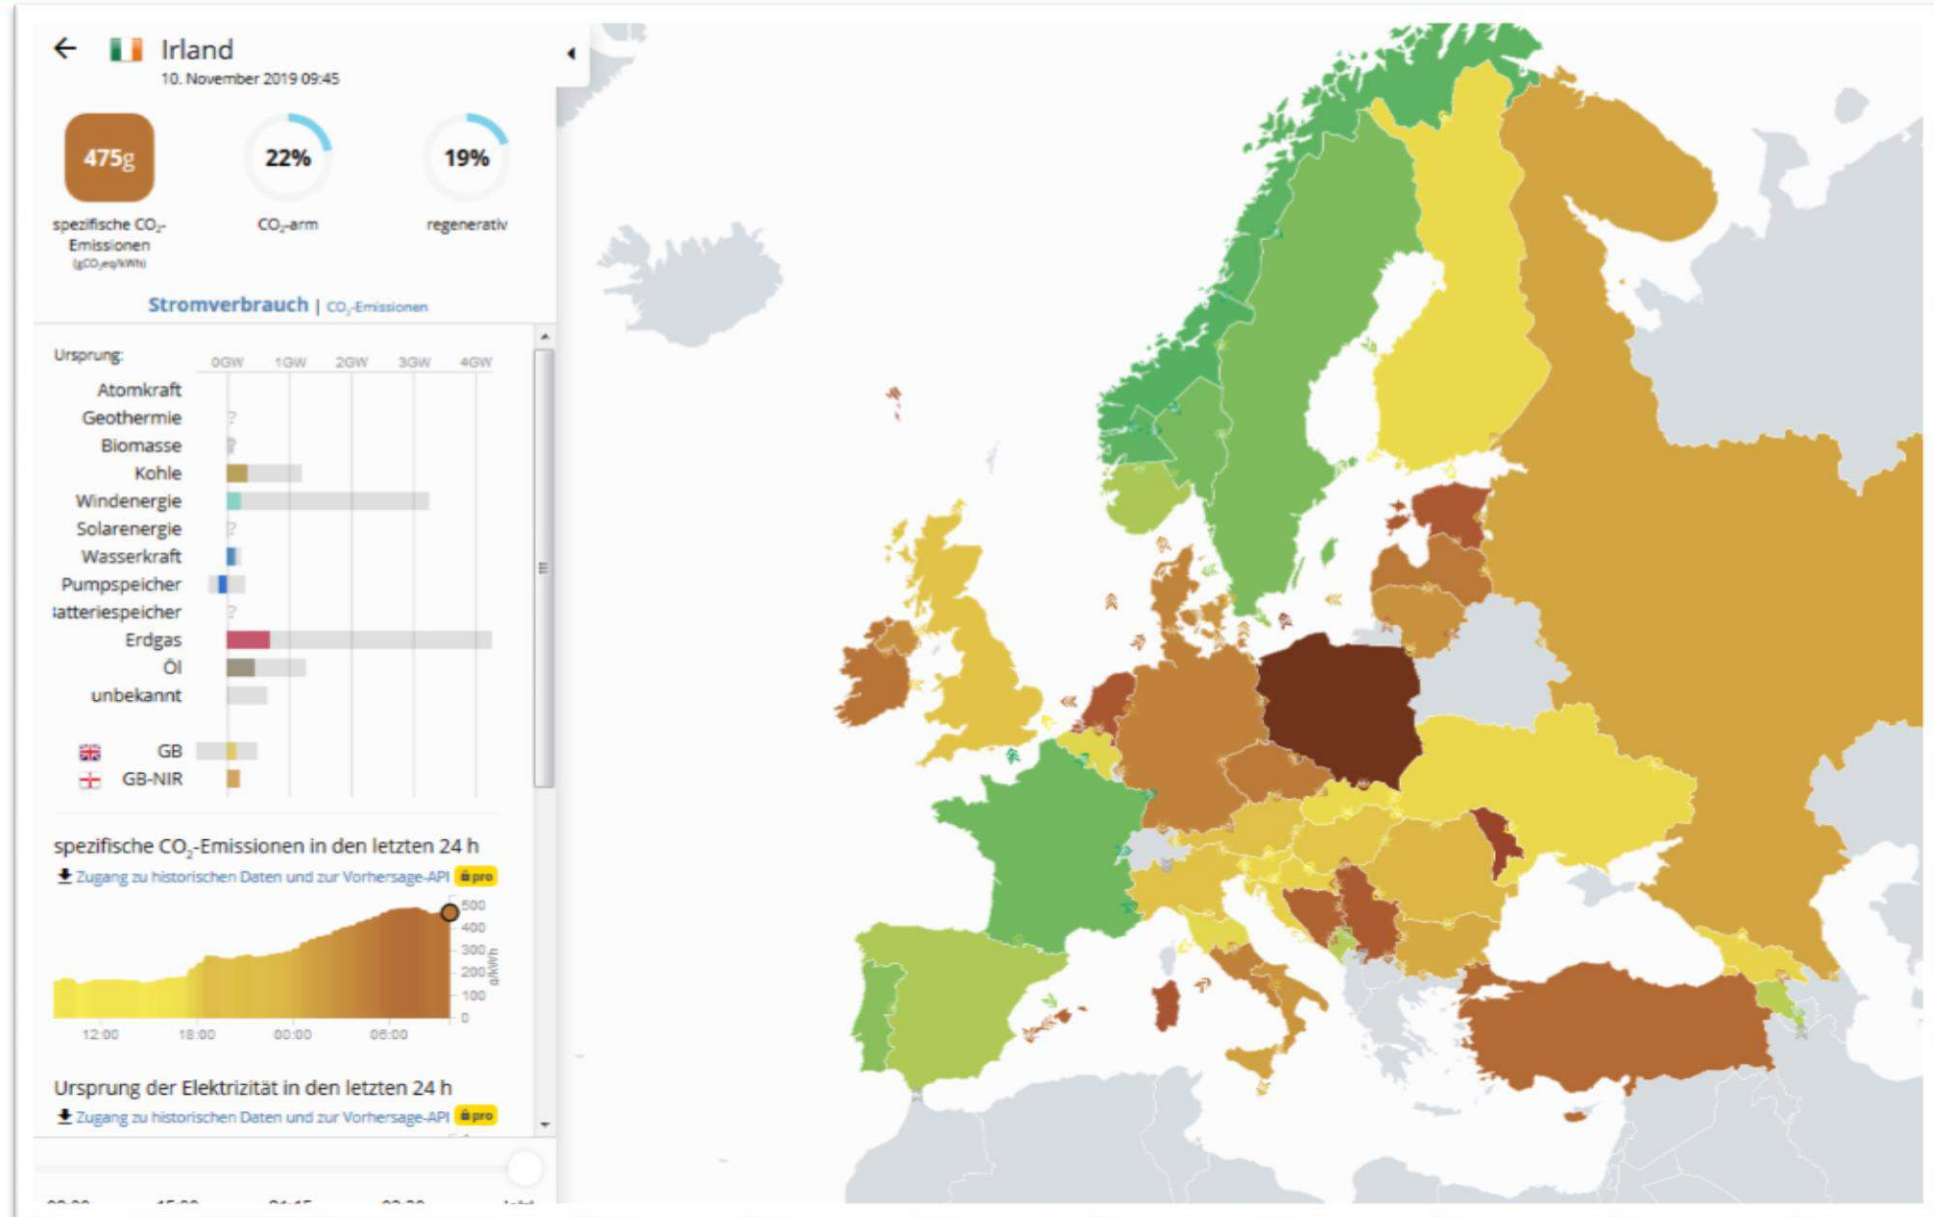 Irland
10. November 2019 09:45
475g
22%
19%
spezifische CO₂-
Emissionen
(gCO₂eq/kWh)
CO₂-arm
regenerativ
Stromverbrauch | CO₂-Emissionen
Ursprung:
0GW 1GW 2GW 3GW 4GW
Atomkraft
Geothermie ?
Biomasse ?
Kohle
Windenergie
Solarenergie ?
Wasserkraft
Pumpspeicher
atteriespeicher ?
Erdgas
Öl
unbekannt
GB
GB-NIR
spezifische CO₂-Emissionen in den letzten 24 h
Zugang zu historischen Daten und zur Vorhersage-API pro
500
400
300
200
100
0
g/kWh
12:00 18:00 00:00 06:00
Ursprung der Elektrizität in den letzten 24 h
Zugang zu historischen Daten und zur Vorhersage-API pro